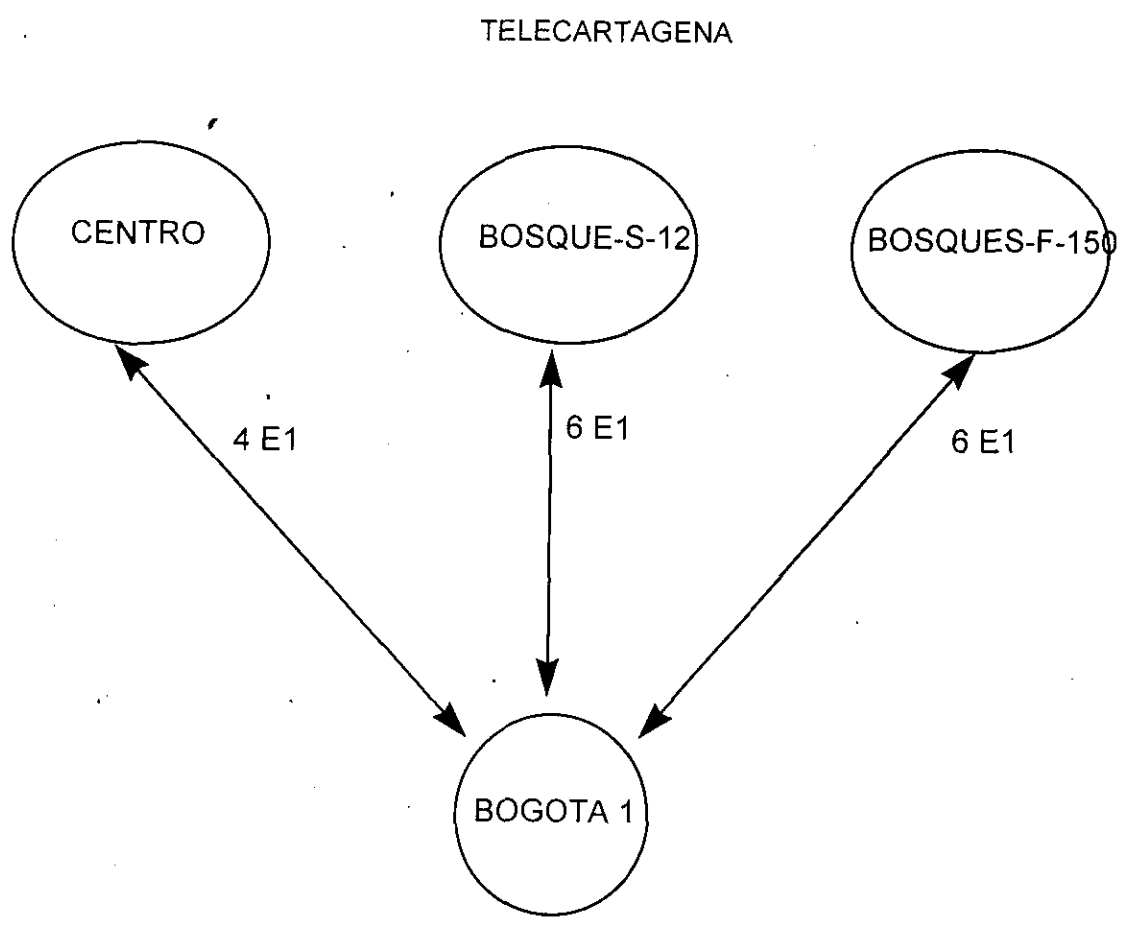 TELECARTAGENA
CENTRO
BOSQUE-S-12
BOSQUES-F-150
4 E1
6 E1
6 E1
BOGOTA 1